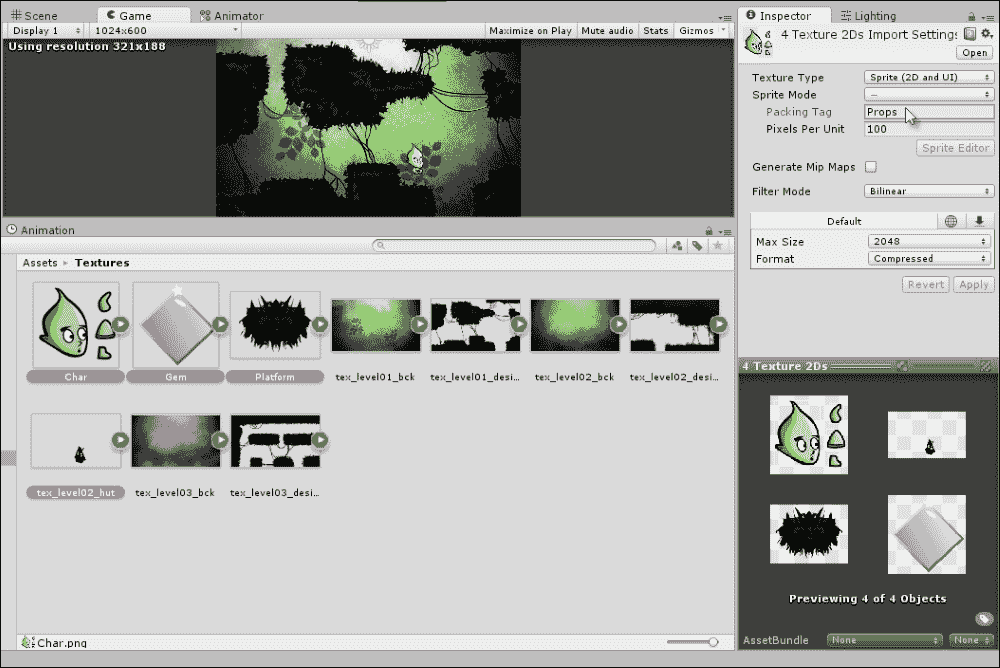 Scene Game Animator
Display 1 1024x600 Maximize on Play Mute audio Stats Gizmos
Using resolution 321x188
Animation
Assets Textures
Char Gem Platform tex_level01_bck tex_level01_desi... tex_level02_bck tex_level02_desi...
tex_level02_hut tex_level03_bck tex_level03_desi...
Char.png
Inspector Lighting
4 Texture 2Ds Import Settings
Open
Texture Type Sprite (2D and UI)
Sprite Mode —
Packing Tag Props
Pixels Per Unit 100
Sprite Editor
Generate Mip Maps
Filter Mode Bilinear
Default
Max Size 2048
Format Compressed
Revert Apply
4 Texture 2Ds
Previewing 4 of 4 Objects
AssetBundle None None